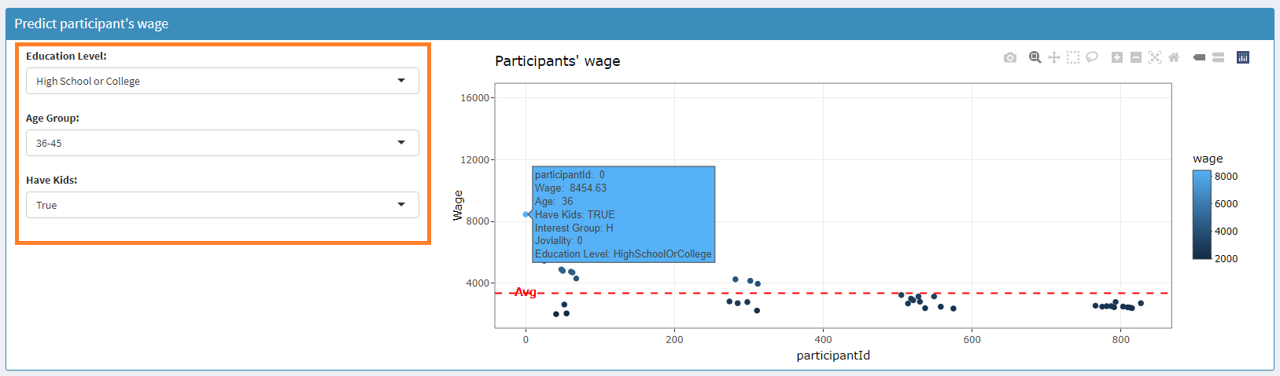 Predict participant's wage
Education Level:
High School or College
Age Group:
36-45
Have Kids:
True
Participants' wage
16000
12000
8000
4000
Wage
participantId: 0
Wage: 8454.63
Age: 36
Have Kids: TRUE
Interest Group: H
Joviality: 0
Education Level: HighSchoolOrCollege
Avg
0
200
400
600
800
participantId
wage
8000
6000
4000
2000